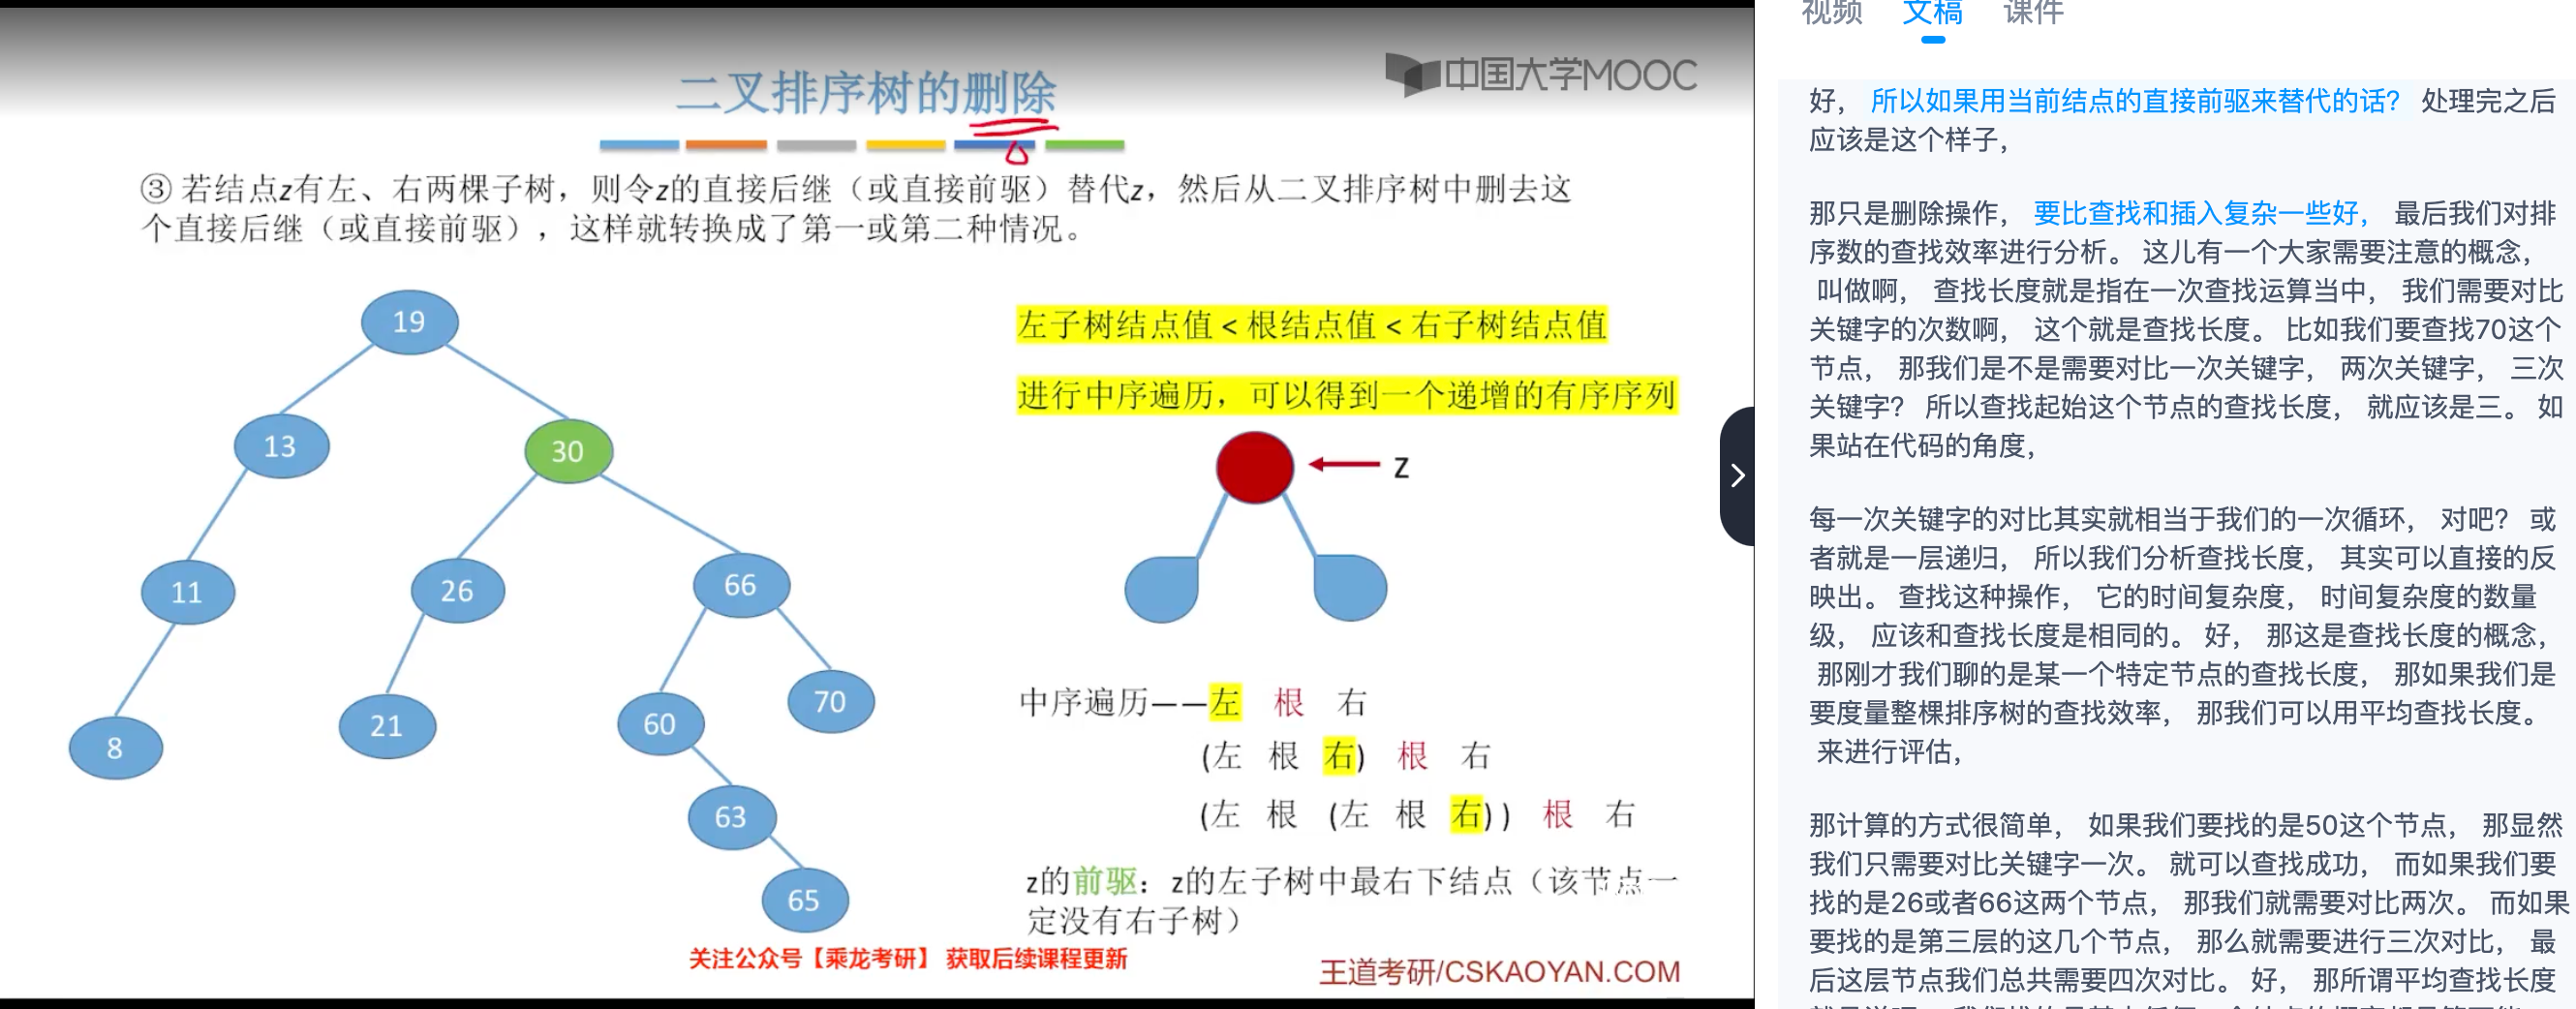 二叉排序树的删除
中国大学MOOC
③ 若结点z有左、右两棵子树，则令z的直接后继（或直接前驱）替代z，然后从二叉排序树中删去这
个直接后继（或直接前驱），这样就转换成了第一或第二种情况。
19
13
30
11
26
66
8
21
60
70
63
65
左子树结点值 < 根结点值 < 右子树结点值
进行中序遍历，可以得到一个递增的有序序列
z
中序遍历——左 根 右
(左 根 右) 根 右
(左 根 (左 根 右)) 根 右
z的前驱：z的左子树中最右下结点（该节点一
定没有右子树）
关注公众号【乘龙考研】 获取后续课程更新
王道考研/CSKAOYAN.COM
视频 文稿 课件
好， 所以如果用当前结点的直接前驱来替代的话？ 处理完之后
应该是这个样子，
那只是删除操作， 要比查找和插入复杂一些好， 最后我们对排
序数的查找效率进行分析。 这儿有一个大家需要注意的概念，
叫做啊， 查找长度就是指在一次查找运算当中， 我们需要对比
关键字的次数啊， 这个就是查找长度。 比如我们要查找70这个
节点， 那我们是不是需要对比一次关键字， 两次关键字， 三次
关键字？ 所以查找起始这个节点的查找长度， 就应该是三。 如
果站在代码的角度，
每一次关键字的对比其实就相当于我们的一次循环， 对吧？ 或
者就是一层递归， 所以我们分析查找长度， 其实可以直接的反
映出。 查找这种操作， 它的时间复杂度， 时间复杂度的数量
级， 应该和查找长度是相同的。 好， 那这是查找长度的概念，
那刚才我们聊的是某一个特定节点的查找长度， 那如果我们是
要度量整棵排序树的查找效率， 那我们可以用平均查找长度。
来进行评估，
那计算的方式很简单， 如果我们要找的是50这个节点， 那显然
我们只需要对比关键字一次。 就可以查找成功， 而如果我们要
找的是26或者66这两个节点， 那我们就需要对比两次。 而如果
要找的是第三层的这几个节点， 那么就需要进行三次对比， 最
后这层节点我们总共需要四次对比。 好， 那所谓平均查找长度